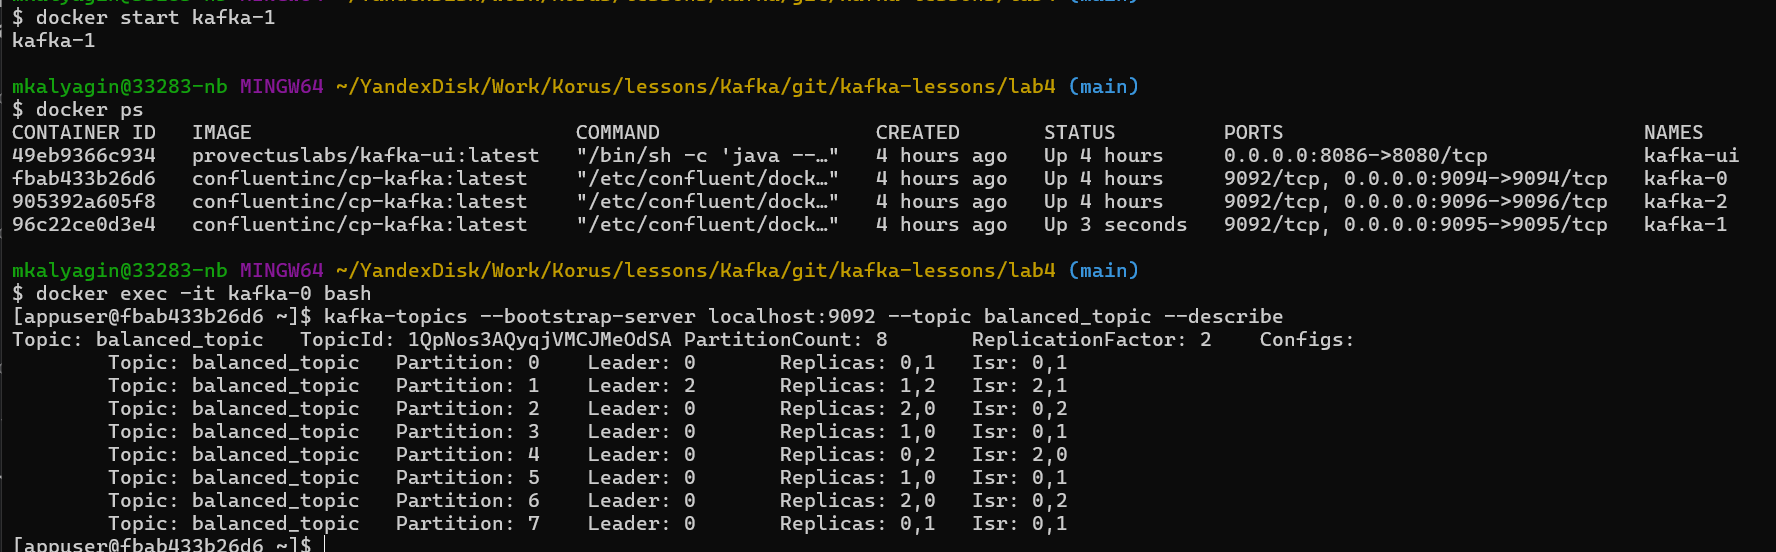 mkalyagin@33283-nb MINGW64 ~/YandexDisk/Work/Korus/lessons/Kafka/git/kafka-lessons/lab4 (main)
$ docker start kafka-1
kafka-1
mkalyagin@33283-nb MINGW64 ~/YandexDisk/Work/Korus/lessons/Kafka/git/kafka-lessons/lab4 (main)
$ docker ps
CONTAINER ID   IMAGE                           COMMAND                  CREATED       STATUS         PORTS                              NAMES
49eb9366c934   provectuslabs/kafka-ui:latest   "/bin/sh -c 'java --…"   4 hours ago   Up 4 hours     0.0.0.0:8086->8080/tcp             kafka-ui
fbab433b26d6   confluentinc/cp-kafka:latest    "/etc/confluent/dock…"   4 hours ago   Up 4 hours     9092/tcp, 0.0.0.0:9094->9094/tcp   kafka-0
905392a605f8   confluentinc/cp-kafka:latest    "/etc/confluent/dock…"   4 hours ago   Up 4 hours     9092/tcp, 0.0.0.0:9096->9096/tcp   kafka-2
96c22ce0d3e4   confluentinc/cp-kafka:latest    "/etc/confluent/dock…"   4 hours ago   Up 3 seconds   9092/tcp, 0.0.0.0:9095->9095/tcp   kafka-1
mkalyagin@33283-nb MINGW64 ~/YandexDisk/Work/Korus/lessons/Kafka/git/kafka-lessons/lab4 (main)
$ docker exec -it kafka-0 bash
[appuser@fbab433b26d6 ~]$ kafka-topics --bootstrap-server localhost:9092 --topic balanced_topic --describe
Topic: balanced_topic   TopicId: 1QpNos3AQyqjVMCJMeOdSA PartitionCount: 8       ReplicationFactor: 2    Configs:
Topic: balanced_topic   Partition: 0    Leader: 0       Replicas: 0,1   Isr: 0,1
Topic: balanced_topic   Partition: 1    Leader: 2       Replicas: 1,2   Isr: 2,1
Topic: balanced_topic   Partition: 2    Leader: 0       Replicas: 2,0   Isr: 0,2
Topic: balanced_topic   Partition: 3    Leader: 0       Replicas: 1,0   Isr: 0,1
Topic: balanced_topic   Partition: 4    Leader: 0       Replicas: 0,2   Isr: 2,0
Topic: balanced_topic   Partition: 5    Leader: 0       Replicas: 1,0   Isr: 0,1
Topic: balanced_topic   Partition: 6    Leader: 0       Replicas: 2,0   Isr: 0,2
Topic: balanced_topic   Partition: 7    Leader: 0       Replicas: 0,1   Isr: 0,1
[appuser@fbab433b26d6 ~]$